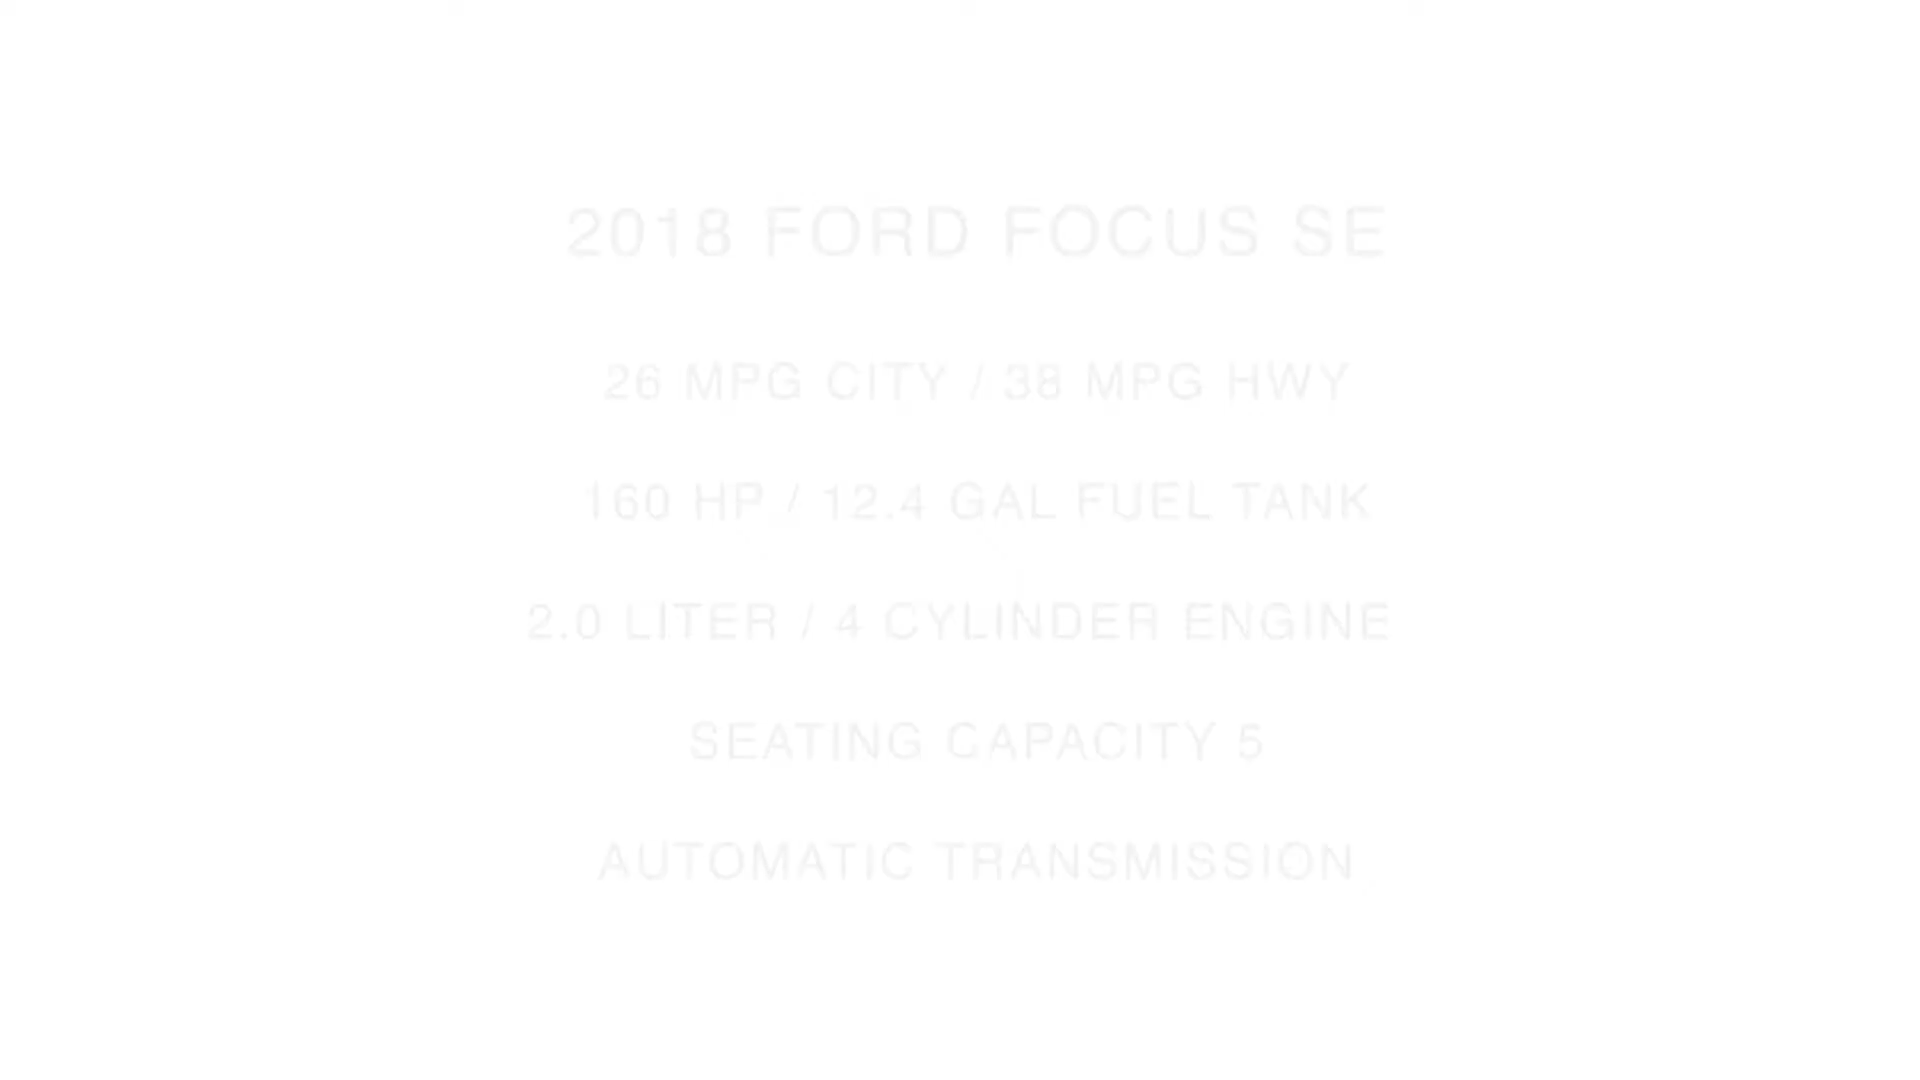 2018 FORD FOCUS SE
26 MPG CITY / 38 MPG HWY
160 HP / 12.4 GAL FUEL TANK
2.0 LITER / 4 CYLINDER ENGINE
SEATING CAPACITY 5
AUTOMATIC TRANSMISSION